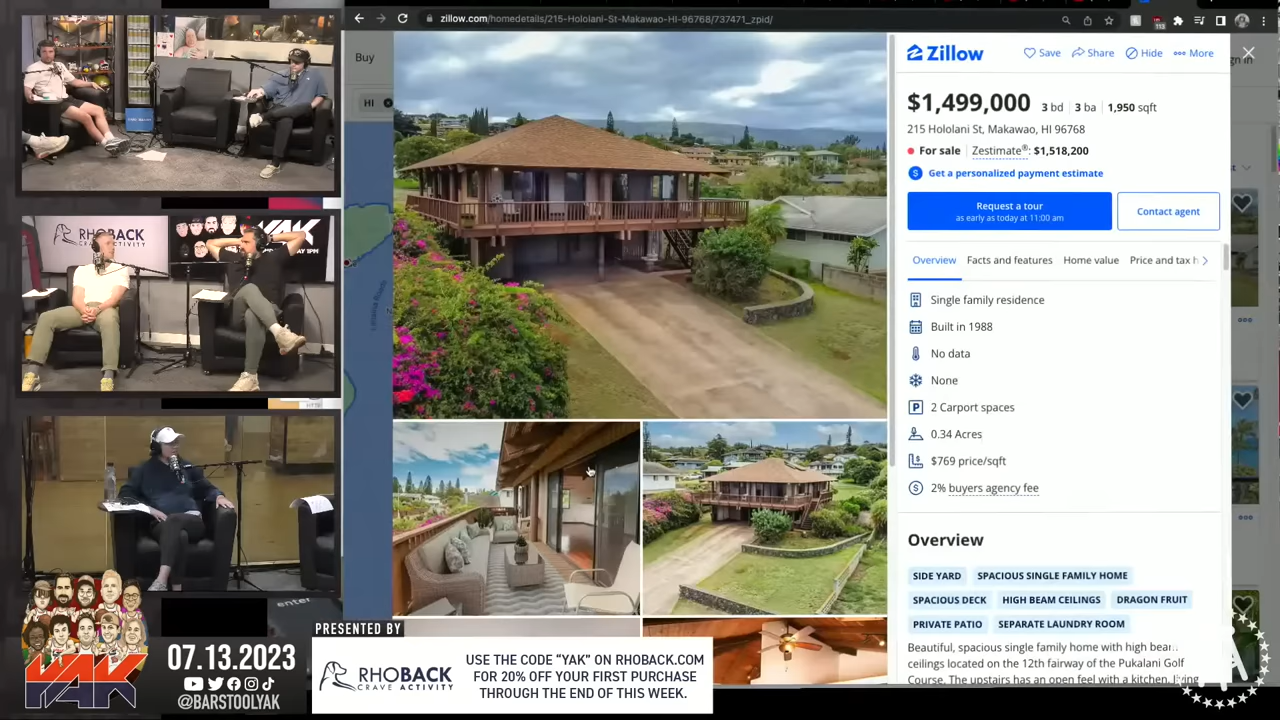 zillow.com/homedetails/215-Hololani-St-Makawao-HI-96768/737471_zpid/
Buy
HI
Zillow
Save
Share
Hide
More
$1,499,000 3 bd 3 ba 1,950 sqft
215 Hololani St, Makawao, HI 96768
For sale Zestimate®: $1,518,200
Get a personalized payment estimate
Request a tour
as early as today at 11:00 am
Contact agent
Overview Facts and features Home value Price and tax h
Single family residence
Built in 1988
No data
None
2 Carport spaces
0.34 Acres
$769 price/sqft
2% buyers agency fee
Overview
SIDE YARD SPACIOUS SINGLE FAMILY HOME
SPACIOUS DECK HIGH BEAM CEILINGS DRAGON FRUIT
PRIVATE PATIO SEPARATE LAUNDRY ROOM
Beautiful, spacious single family home with high beam
ceilings located on the 12th fairway of the Pukalani Golf
Course. The upstairs has an open feel with a kitchen, living
RHOBACK
CRAVE ACTIVITY
YAK
enter
YAK
07.13.2023
@BARSTOOLYAK
PRESENTED BY
RHOBACK
CRAVE ACTIVITY
USE THE CODE "YAK" ON RHOBACK.COM
FOR 20% OFF YOUR FIRST PURCHASE
THROUGH THE END OF THIS WEEK.